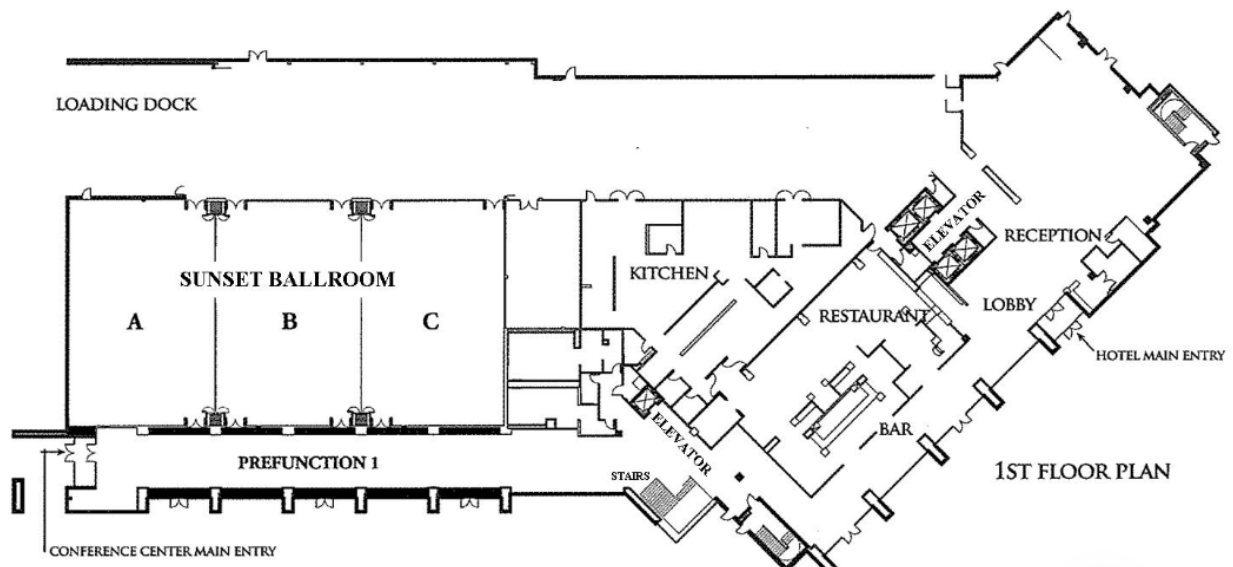 LOADING DOCK
SUNSET BALLROOM
A
B
C
KITCHEN
ELEVATOR
RECEPTION
RESTAURANT
LOBBY
HOTEL MAIN ENTRY
BAR
ELEVATOR
STAIRS
PREFUNCTION 1
1ST FLOOR PLAN
CONFERENCE CENTER MAIN ENTRY